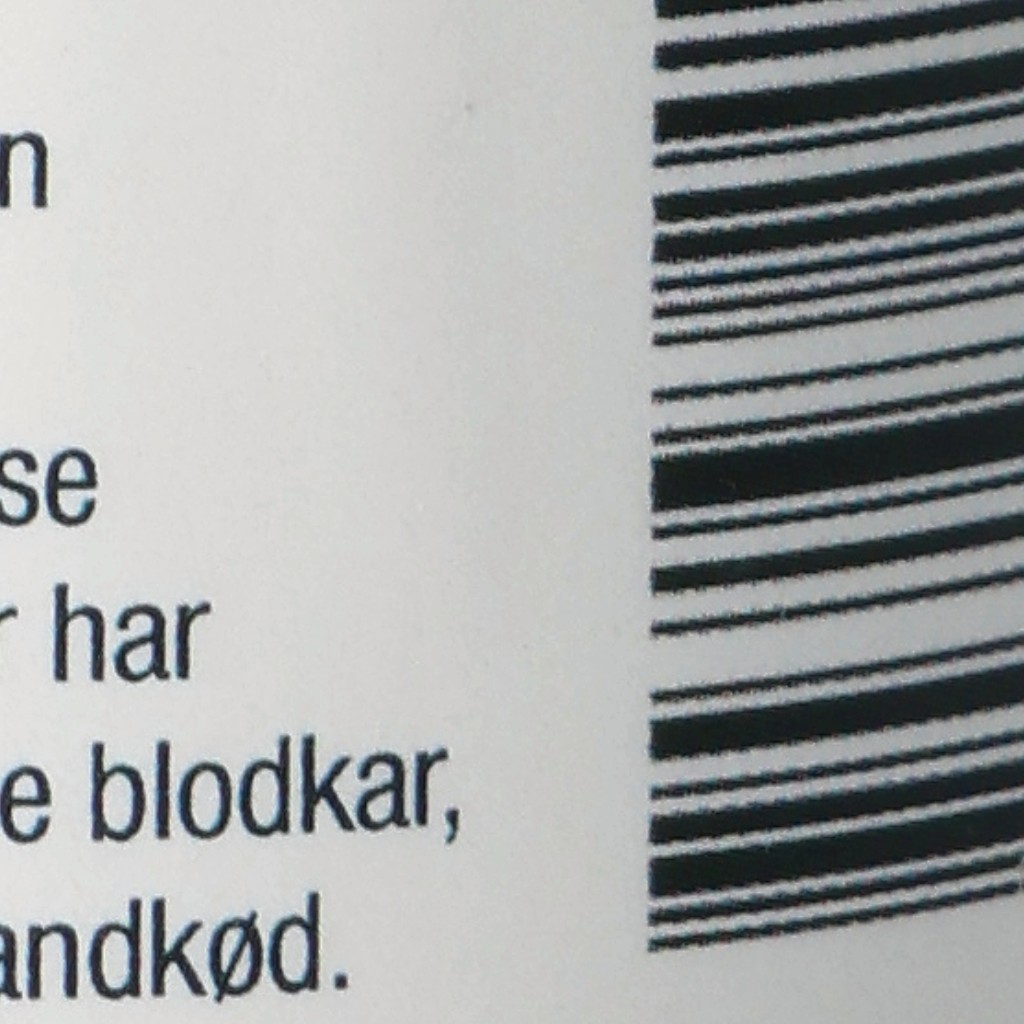 n
se
r har
e blodkar,
andkød.